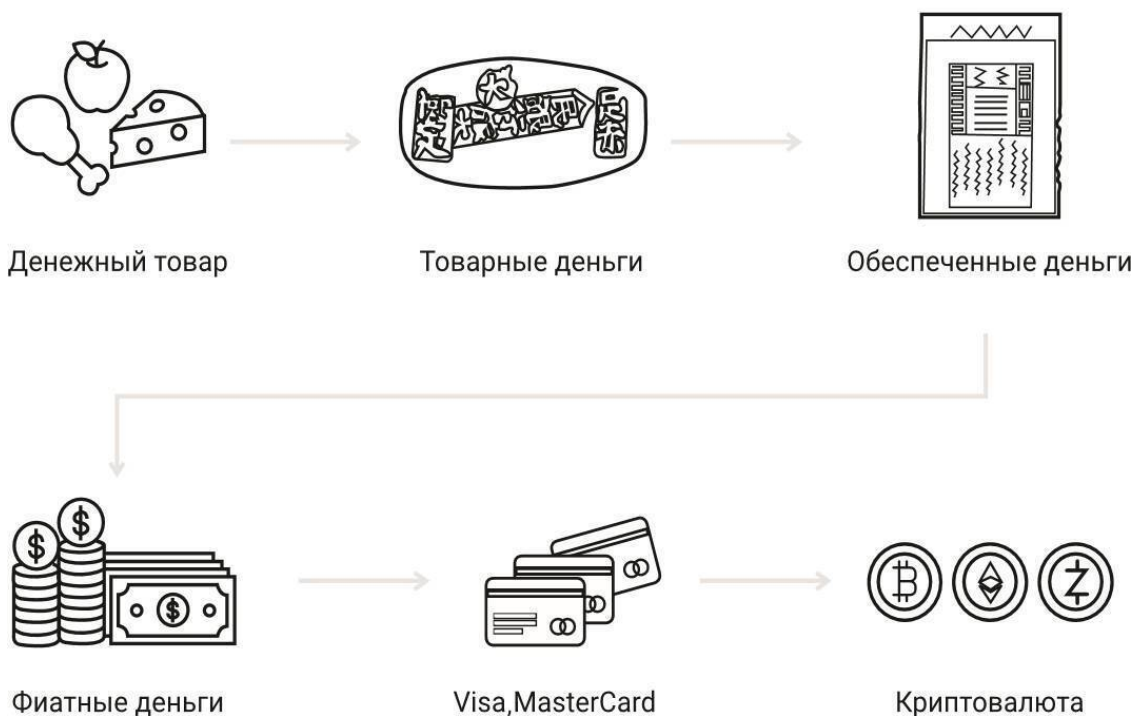 Денежный товар
Товарные деньги
Обеспеченные деньги
Фиатные деньги
Visa,MasterCard
Криптовалюта